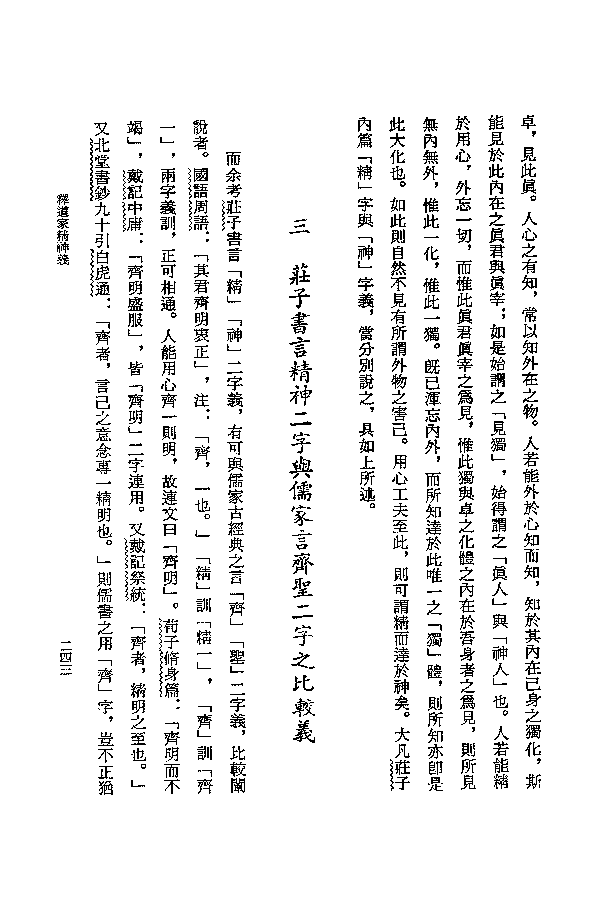 卓，見此眞。人心之有知，常以知外在之物。人若能外於心知而知，知於其內在己身之獨化，斯
能見於此內在之眞君與眞宰；如是始謂之「見獨」，始得謂之「眞人」與「神人」也。人若能精
於用心，外忘一切，而惟此眞君眞宰之爲見，惟此獨與卓之化體之內在於吾身者之爲見，則所見
無內無外，惟此一化，惟此一獨。既已渾忘內外，而所知達於此唯一之「獨」體，則所知亦卽是
此大化也。如此則自然不見有所謂外物之害己。用心工夫至此，則可謂精而達於神矣。大凡莊子
內篇「精」字與「神」字義，當分別說之，具如上所述。
三　莊子書言精神二字與儒家言齊聖二字之比較義
而余考莊子書言「精」「神」二字義，有可與儒家古經典之言「齊」「聖」二字義，比較闡
說者。國語周語：「其君齊明衷正」，注：「齊，一也。」「精」訓「精一」，「齊」訓「齊
一」，兩字義訓，正可相通。人能用心齊一則明，故連文曰「齊明」。荀子脩身篇：「齊明而不
竭」，戴記中庸：「齊明盛服」，皆「齊明」二字連用。又戴記祭統：「齊者，精明之至也。」
又北堂書鈔九十引白虎通：「齊者，言己之意念專一精明也。」則儒書之用「齊」字，豈不正猶
釋道家精神義
二四三